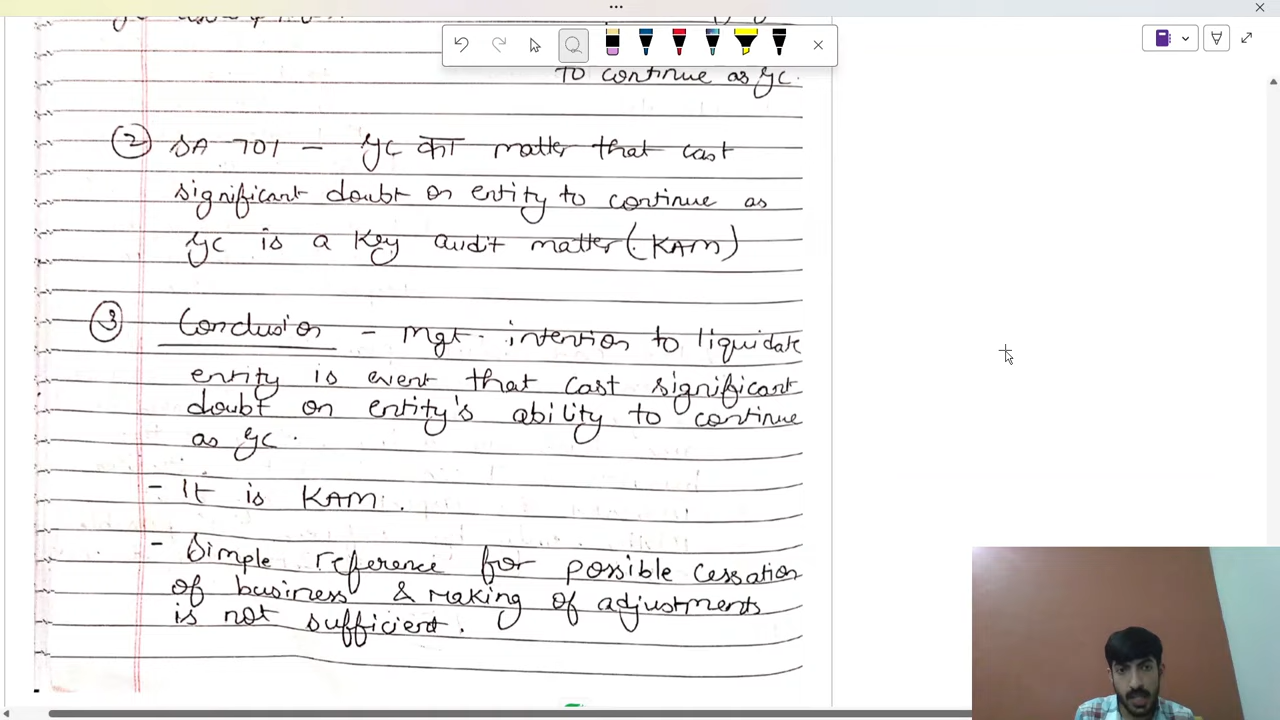 to continue as gc.
② SA 701 – gc का matter that cast
significant doubt on entity to continue as
gc is a key audit matter (KAM)
③ Conclusion – Mgt. intention to liquidate
entity is event that cast significant
doubt on entity's ability to continue
as gc.
- It is KAM.
- Simple reference for possible cessation
of business & making of adjustments
is not sufficient.